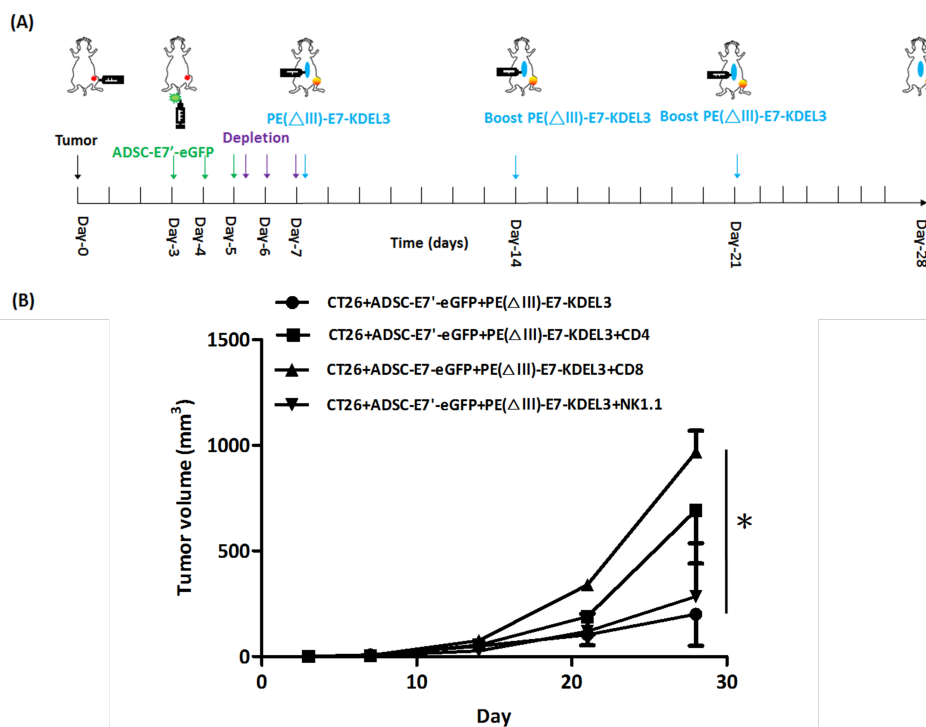 (A)
PE(△III)-E7-KDEL3
Boost PE(△III)-E7-KDEL3
Boost PE(△III)-E7-KDEL3
Tumor
Depletion
ADSC-E7'-eGFP
Day-0
Day-3
Day-4
Day-5
Day-6
Day-7
Time (days)
Day-14
Day-21
Day-28
(B)
CT26+ADSC-E7'-eGFP+PE(△III)-E7-KDEL3
CT26+ADSC-E7'-eGFP+PE(△III)-E7-KDEL3+CD4
CT26+ADSC-E7-eGFP+PE(△III)-E7-KDEL3+CD8
CT26+ADSC-E7'-eGFP+PE(△III)-E7-KDEL3+NK1.1
1500
1000
500
0
Tumor volume (mm³)
*
0
10
20
30
Day